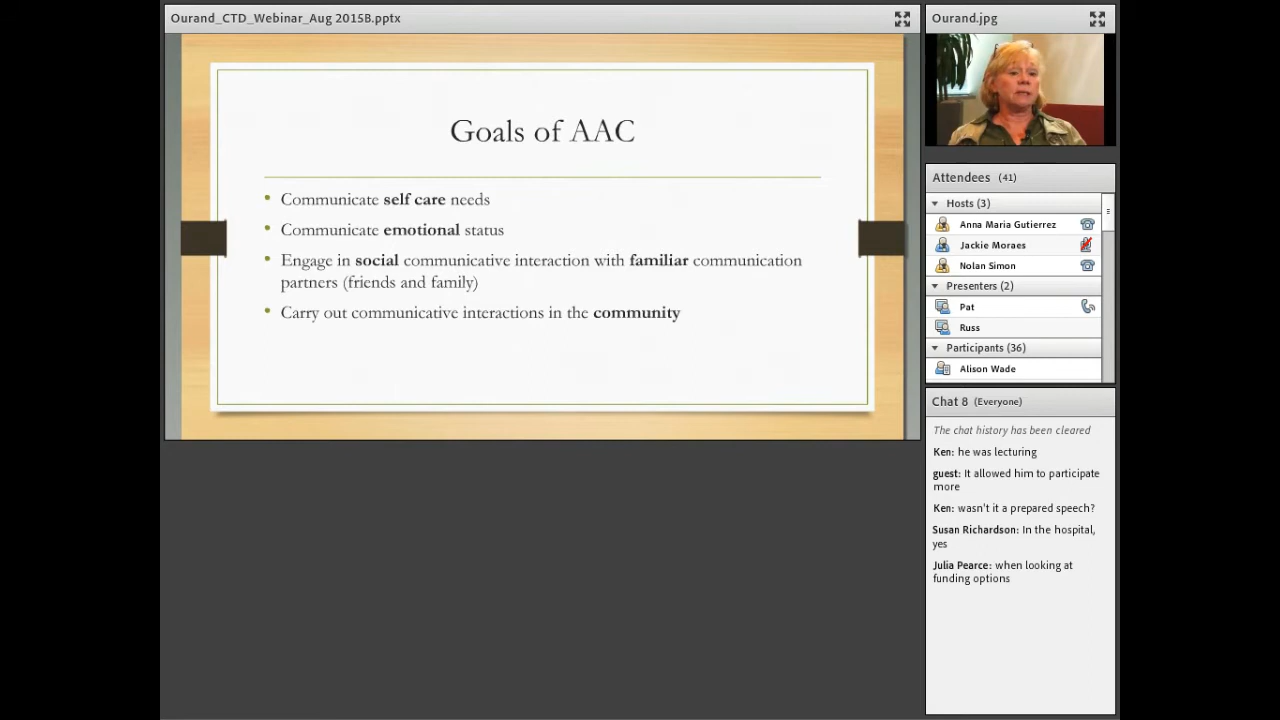 Ourand_CTD_Webinar_Aug 2015B.pptx
Goals of AAC
• Communicate self care needs
• Communicate emotional status
• Engage in social communicative interaction with familiar communication
partners (friends and family)
• Carry out communicative interactions in the community
Ourand.jpg
Attendees (41)
Hosts (3)
Anna Maria Gutierrez
Jackie Moraes
Nolan Simon
Presenters (2)
Pat
Russ
Participants (36)
Alison Wade
Chat 8 (Everyone)
The chat history has been cleared
Ken: he was lecturing
guest: It allowed him to participate
more
Ken: wasn't it a prepared speech?
Susan Richardson: In the hospital,
yes
Julia Pearce: when looking at
funding options